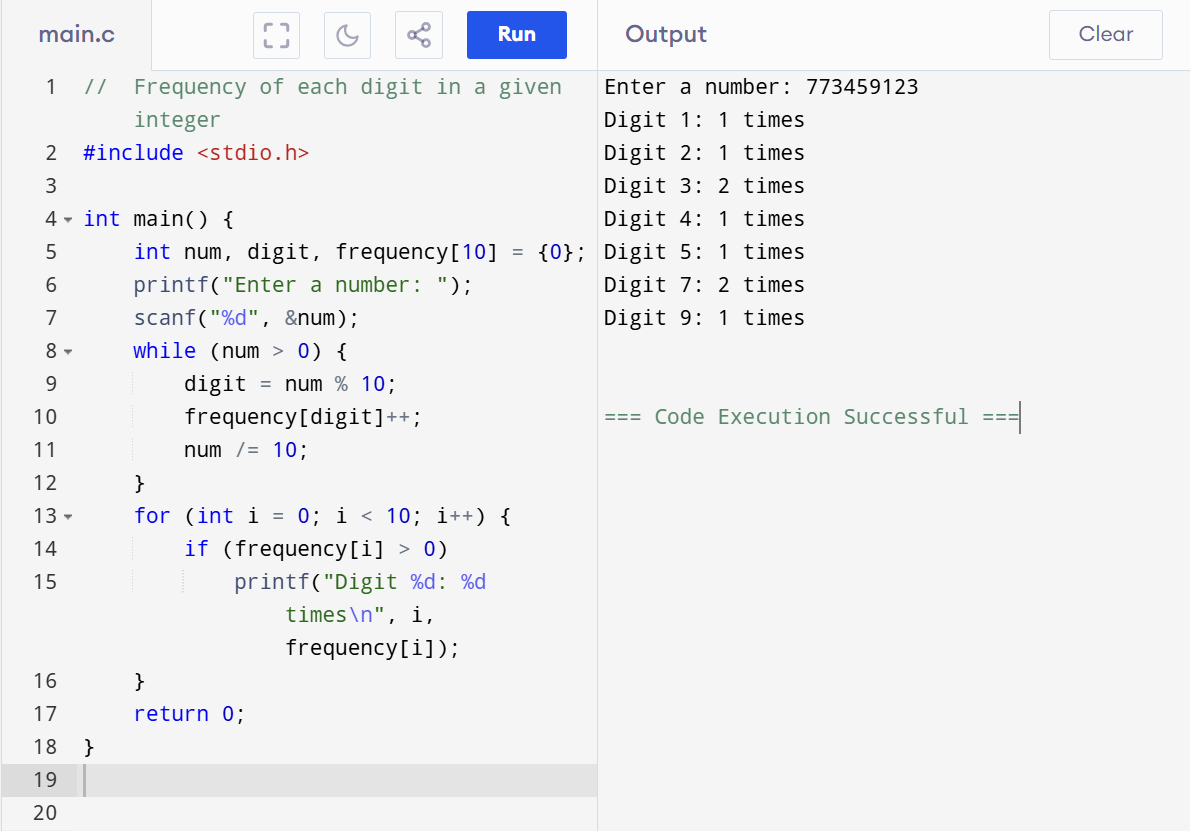 main.c
Run
Output
Clear
1 //  Frequency of each digit in a given
integer
2 #include <stdio.h>
3
4 int main() {
5     int num, digit, frequency[10] = {0};
6     printf("Enter a number: ");
7     scanf("%d", &num);
8     while (num > 0) {
9         digit = num % 10;
10         frequency[digit]++;
11         num /= 10;
12     }
13     for (int i = 0; i < 10; i++) {
14         if (frequency[i] > 0)
15             printf("Digit %d: %d
times\n", i,
frequency[i]);
16     }
17     return 0;
18 }
19
20
Enter a number: 773459123
Digit 1: 1 times
Digit 2: 1 times
Digit 3: 2 times
Digit 4: 1 times
Digit 5: 1 times
Digit 7: 2 times
Digit 9: 1 times
=== Code Execution Successful ===